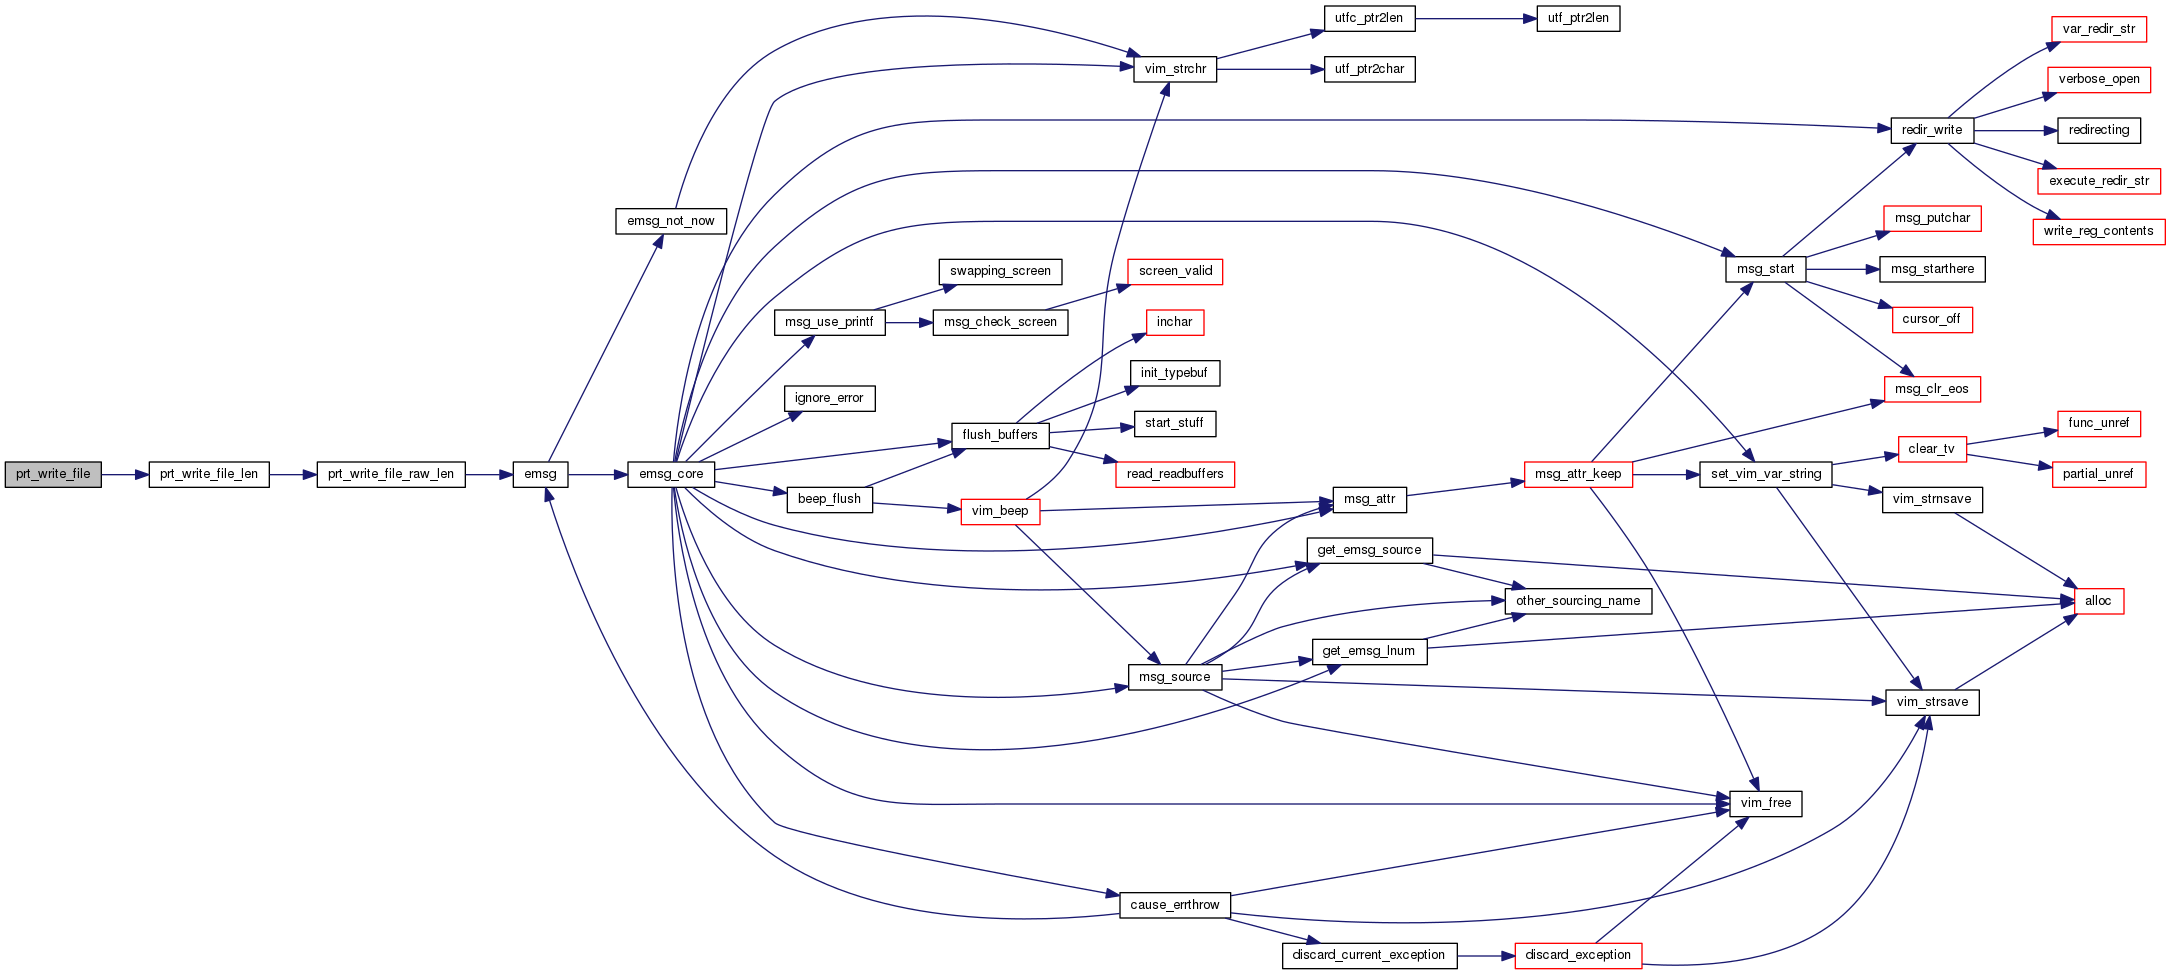 prt_write_file
prt_write_file_len
prt_write_file_raw_len
emsg
emsg_not_now
emsg_core
msg_use_printf
ignore_error
beep_flush
swapping_screen
msg_check_screen
flush_buffers
vim_beep
vim_strchr
screen_valid
inchar
init_typebuf
start_stuff
read_readbuffers
msg_source
cause_errthrow
utfc_ptr2len
utf_ptr2char
msg_attr
get_emsg_source
get_emsg_lnum
discard_current_exception
utf_ptr2len
msg_attr_keep
other_sourcing_name
discard_exception
msg_start
set_vim_var_string
vim_free
redir_write
msg_putchar
msg_starthere
cursor_off
msg_clr_eos
clear_tv
vim_strnsave
vim_strsave
var_redir_str
verbose_open
redirecting
execute_redir_str
write_reg_contents
func_unref
partial_unref
alloc